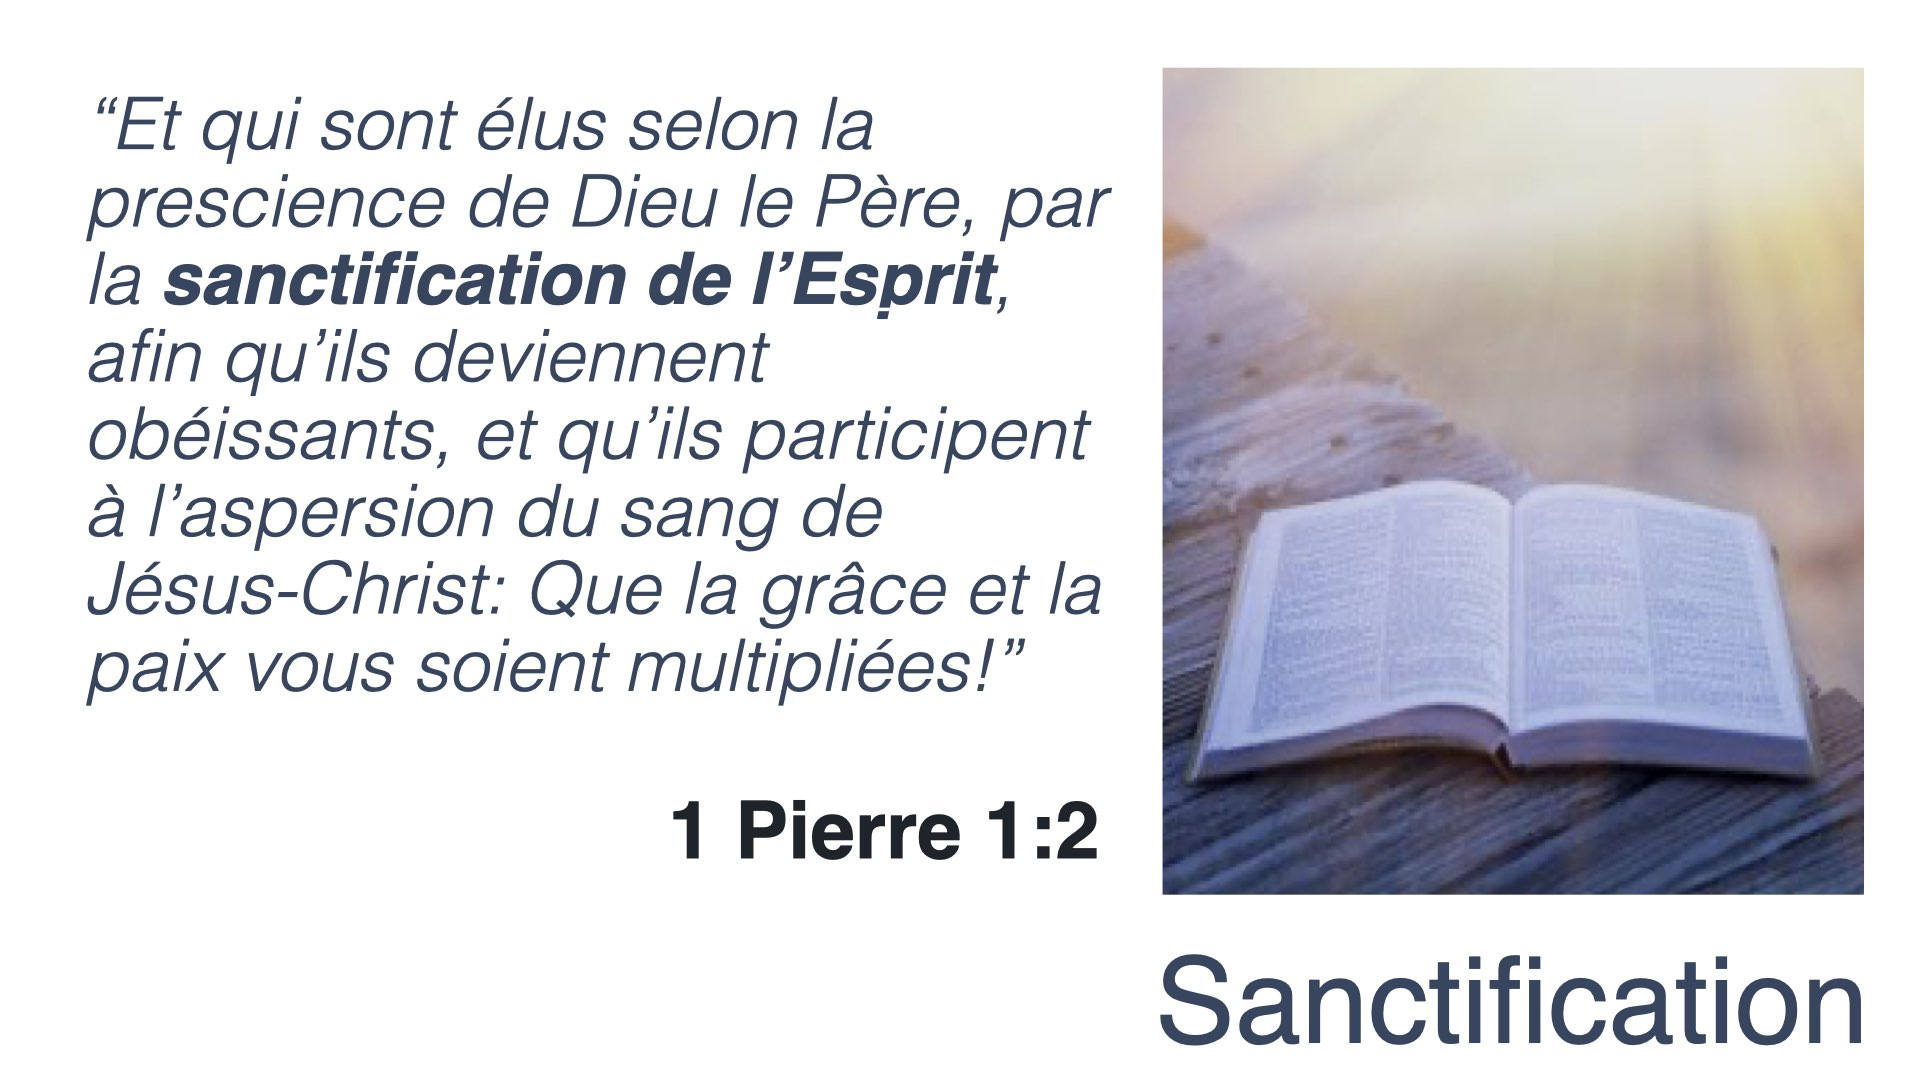 “Et qui sont élus selon la
prescience de Dieu le Père, par
la sanctification de l’Esprit,
afin qu’ils deviennent
obéissants, et qu’ils participent
à l’aspersion du sang de
Jésus-Christ: Que la grâce et la
paix vous soient multipliées!”
1 Pierre 1:2
Sanctification